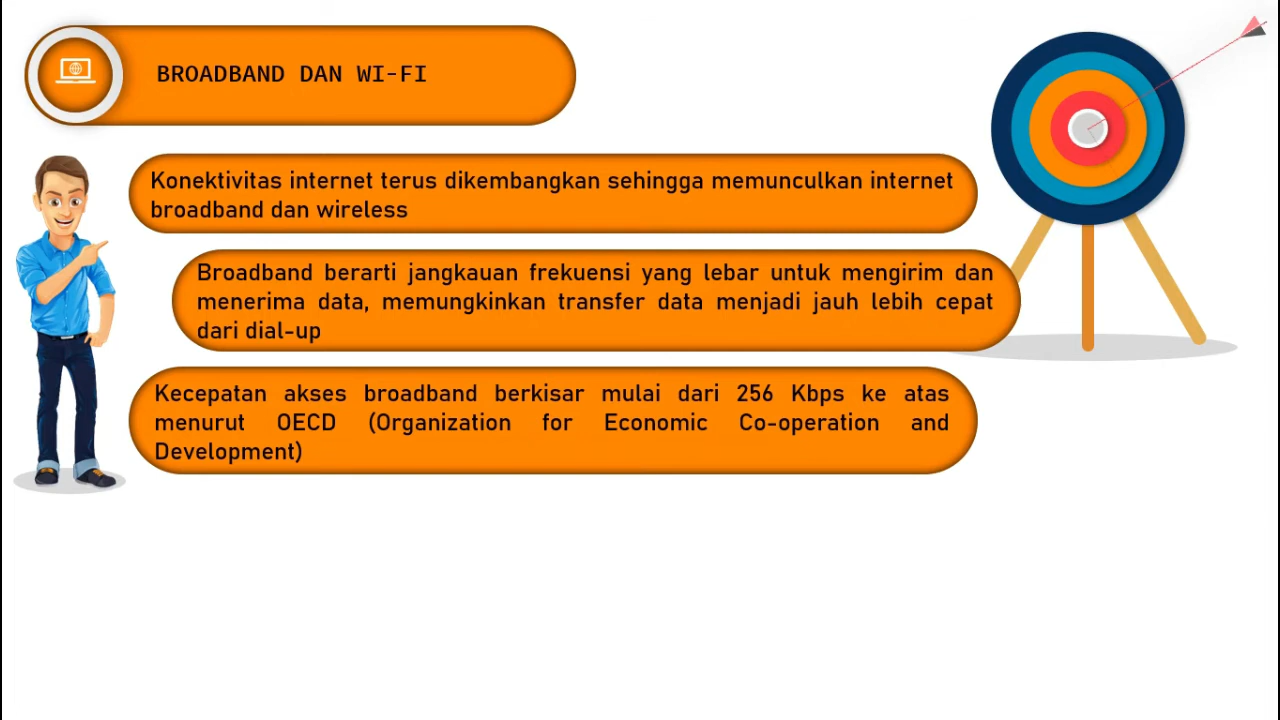 BROADBAND DAN WI-FI
Konektivitas internet terus dikembangkan sehingga memunculkan internet
broadband dan wireless
Broadband berarti jangkauan frekuensi yang lebar untuk mengirim dan
menerima data, memungkinkan transfer data menjadi jauh lebih cepat
dari dial-up
Kecepatan akses broadband berkisar mulai dari 256 Kbps ke atas
menurut OECD (Organization for Economic Co-operation and
Development)